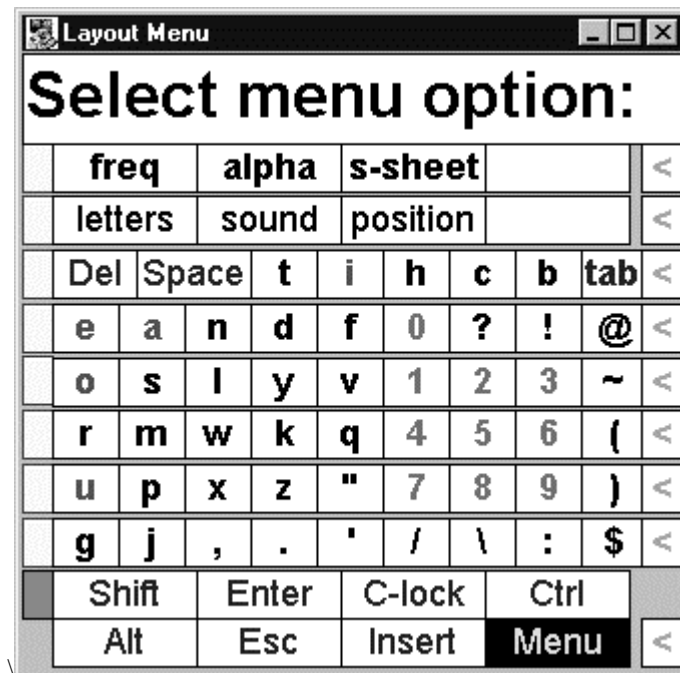 Layout Menu
Select menu option:
freq alpha s-sheet <
letters sound position <
Del Space t i h c b tab <
e a n d f 0 ? ! @ <
o s l y v 1 2 3 ~ <
r m w k q 4 5 6 ( <
u p x z " 7 8 9 ) <
g j , . ' / \ : $ <
Shift Enter C-lock Ctrl
Alt Esc Insert Menu <
\